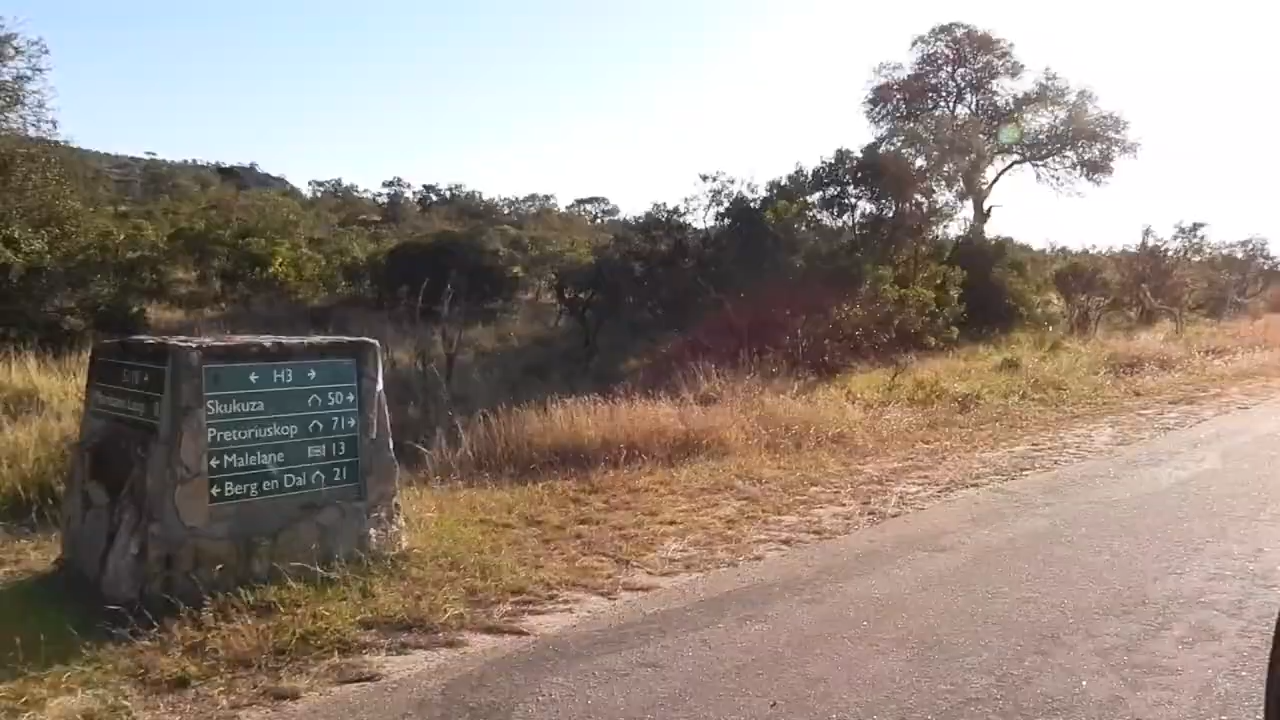 ← H3 →
Skukuza 50 →
Pretoriuskop 71 →
← Malelane 13
← Berg en Dal 21